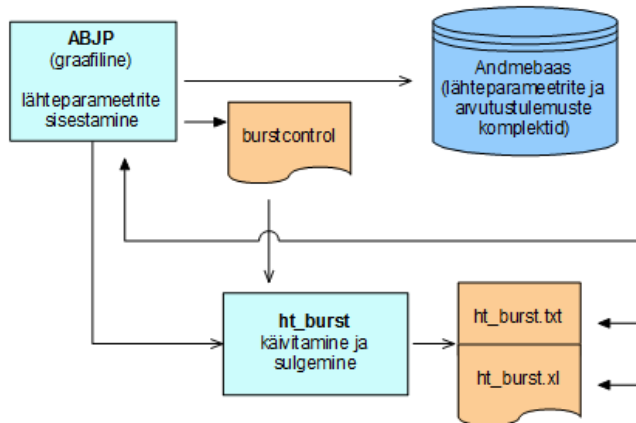 ABJP
(graafiline)
lähteparameetrite
sisestamine
Andmebaas
(lähteparameetrite ja
arvutustulemuste
komplektid)
burstcontrol
ht_burst
käivitamine ja
sulgemine
ht_burst.txt
ht_burst.xl